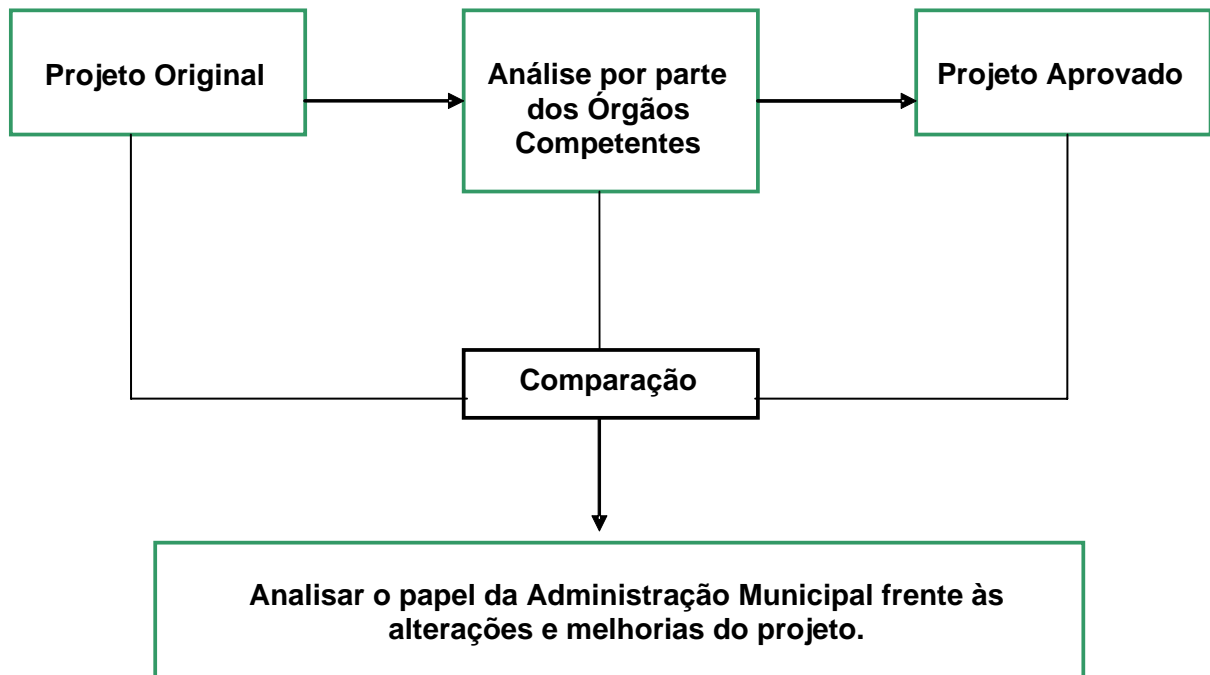 Projeto Original
Análise por parte
dos Órgãos
Competentes
Projeto Aprovado
Comparação
Analisar o papel da Administração Municipal frente às
alterações e melhorias do projeto.